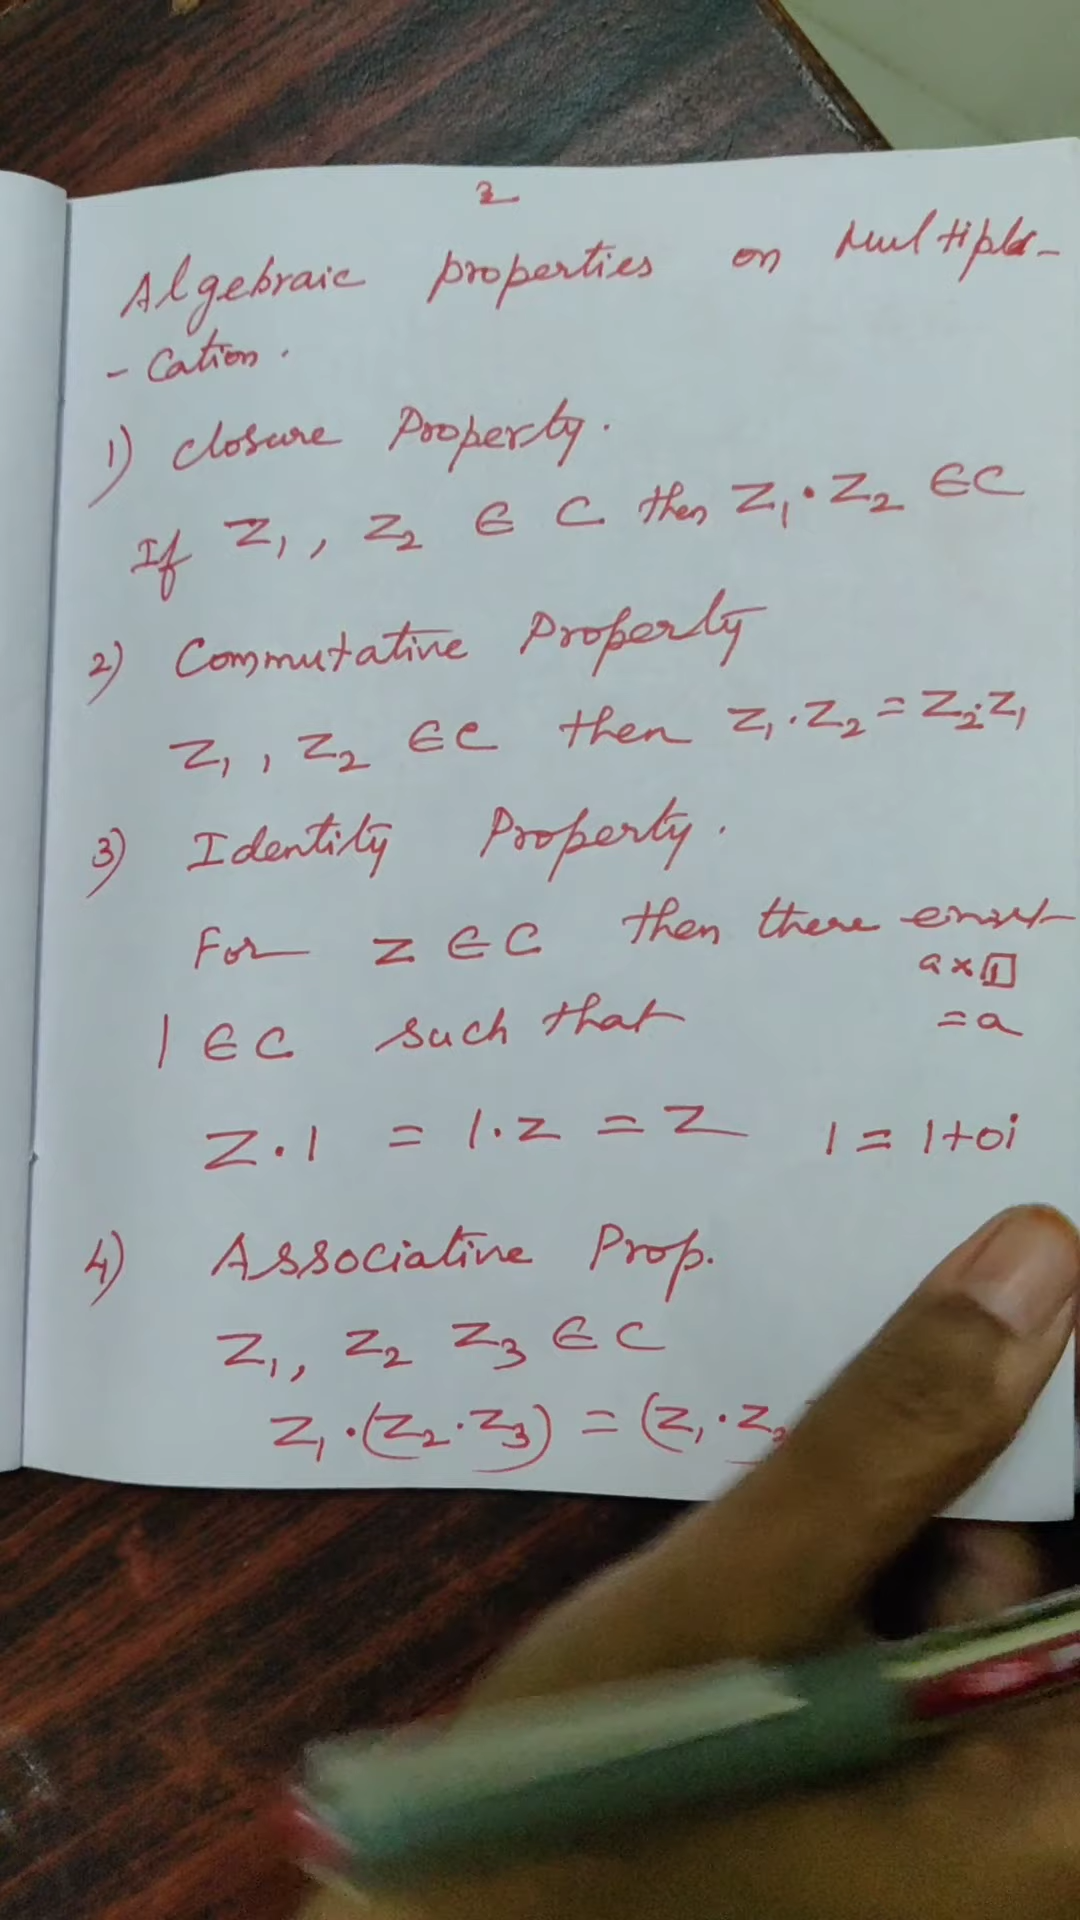 2
Algebraic properties on Multipli-
- Cation.
1) Closure Property.
If Z₁, Z₂ ∈ C then Z₁·Z₂ ∈C
2) Commutative Property
Z₁, Z₂ ∈C then Z₁·Z₂ = Z₂·Z₁
3) Identity Property.
For Z ∈ C then there
a×1
1 ∈ C such that
=a
Z·1 = 1·Z = Z 1 = 1+0i
4) Associative Prop.
Z₁, Z₂ Z₃ ∈ C
Z₁·(Z₂·Z₃) = (Z₁·Z₂